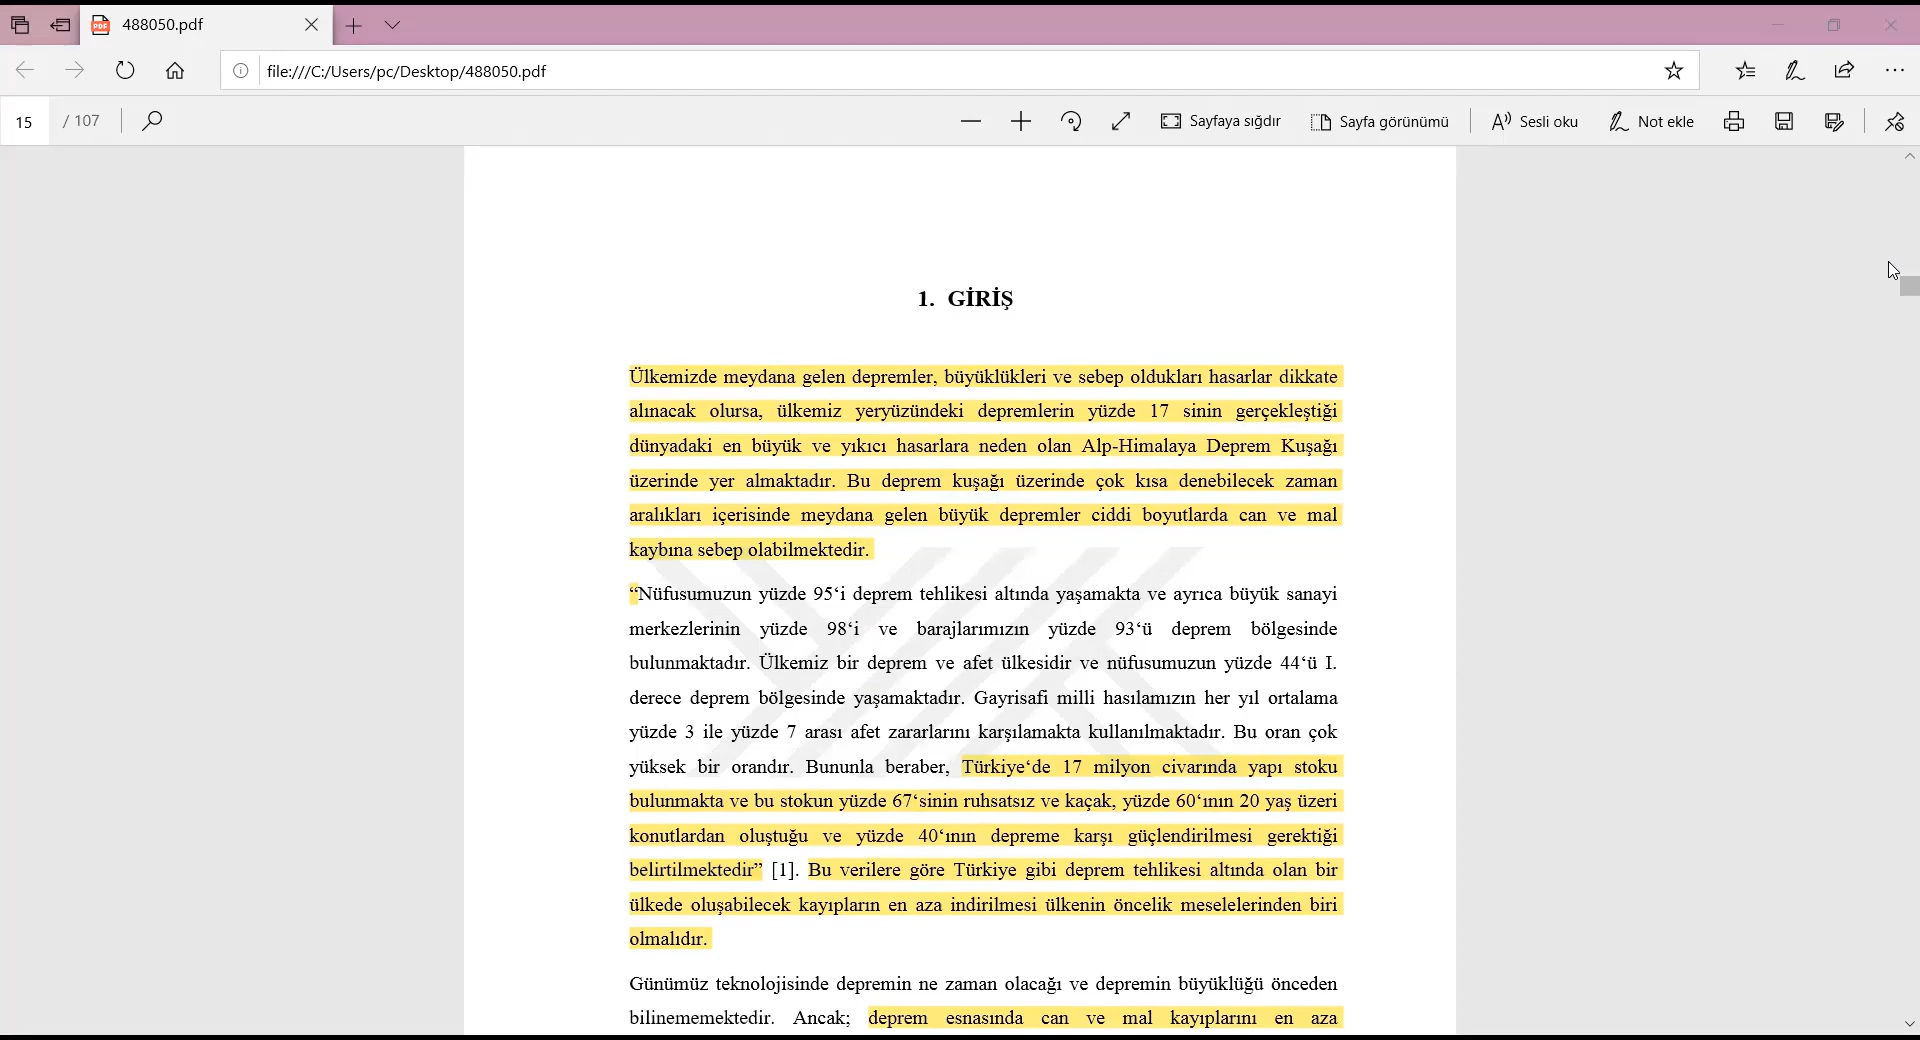 488050.pdf
file:///C:/Users/pc/Desktop/488050.pdf
15 / 107 Sayfaya sığdır Sayfa görünümü Sesli oku Not ekle
1. GİRİŞ
Ülkemizde meydana gelen depremler, büyüklükleri ve sebep oldukları hasarlar dikkate
alınacak olursa, ülkemiz yeryüzündeki depremlerin yüzde 17 sinin gerçekleştiği
dünyadaki en büyük ve yıkıcı hasarlara neden olan Alp-Himalaya Deprem Kuşağı
üzerinde yer almaktadır. Bu deprem kuşağı üzerinde çok kısa denebilecek zaman
aralıkları içerisinde meydana gelen büyük depremler ciddi boyutlarda can ve mal
kaybına sebep olabilmektedir.
“Nüfusumuzun yüzde 95‘i deprem tehlikesi altında yaşamakta ve ayrıca büyük sanayi
merkezlerinin yüzde 98‘i ve barajlarımızın yüzde 93‘ü deprem bölgesinde
bulunmaktadır. Ülkemiz bir deprem ve afet ülkesidir ve nüfusumuzun yüzde 44‘ü I.
derece deprem bölgesinde yaşamaktadır. Gayrisafi milli hasılamızın her yıl ortalama
yüzde 3 ile yüzde 7 arası afet zararlarını karşılamakta kullanılmaktadır. Bu oran çok
yüksek bir orandır. Bununla beraber, Türkiye‘de 17 milyon civarında yapı stoku
bulunmakta ve bu stokun yüzde 67‘sinin ruhsatsız ve kaçak, yüzde 60‘ının 20 yaş üzeri
konutlardan oluştuğu ve yüzde 40‘ının depreme karşı güçlendirilmesi gerektiği
belirtilmektedir” [1]. Bu verilere göre Türkiye gibi deprem tehlikesi altında olan bir
ülkede oluşabilecek kayıpların en aza indirilmesi ülkenin öncelik meselelerinden biri
olmalıdır.
Günümüz teknolojisinde depremin ne zaman olacağı ve depremin büyüklüğü önceden
bilinememektedir. Ancak; deprem esnasında can ve mal kayıplarını en aza